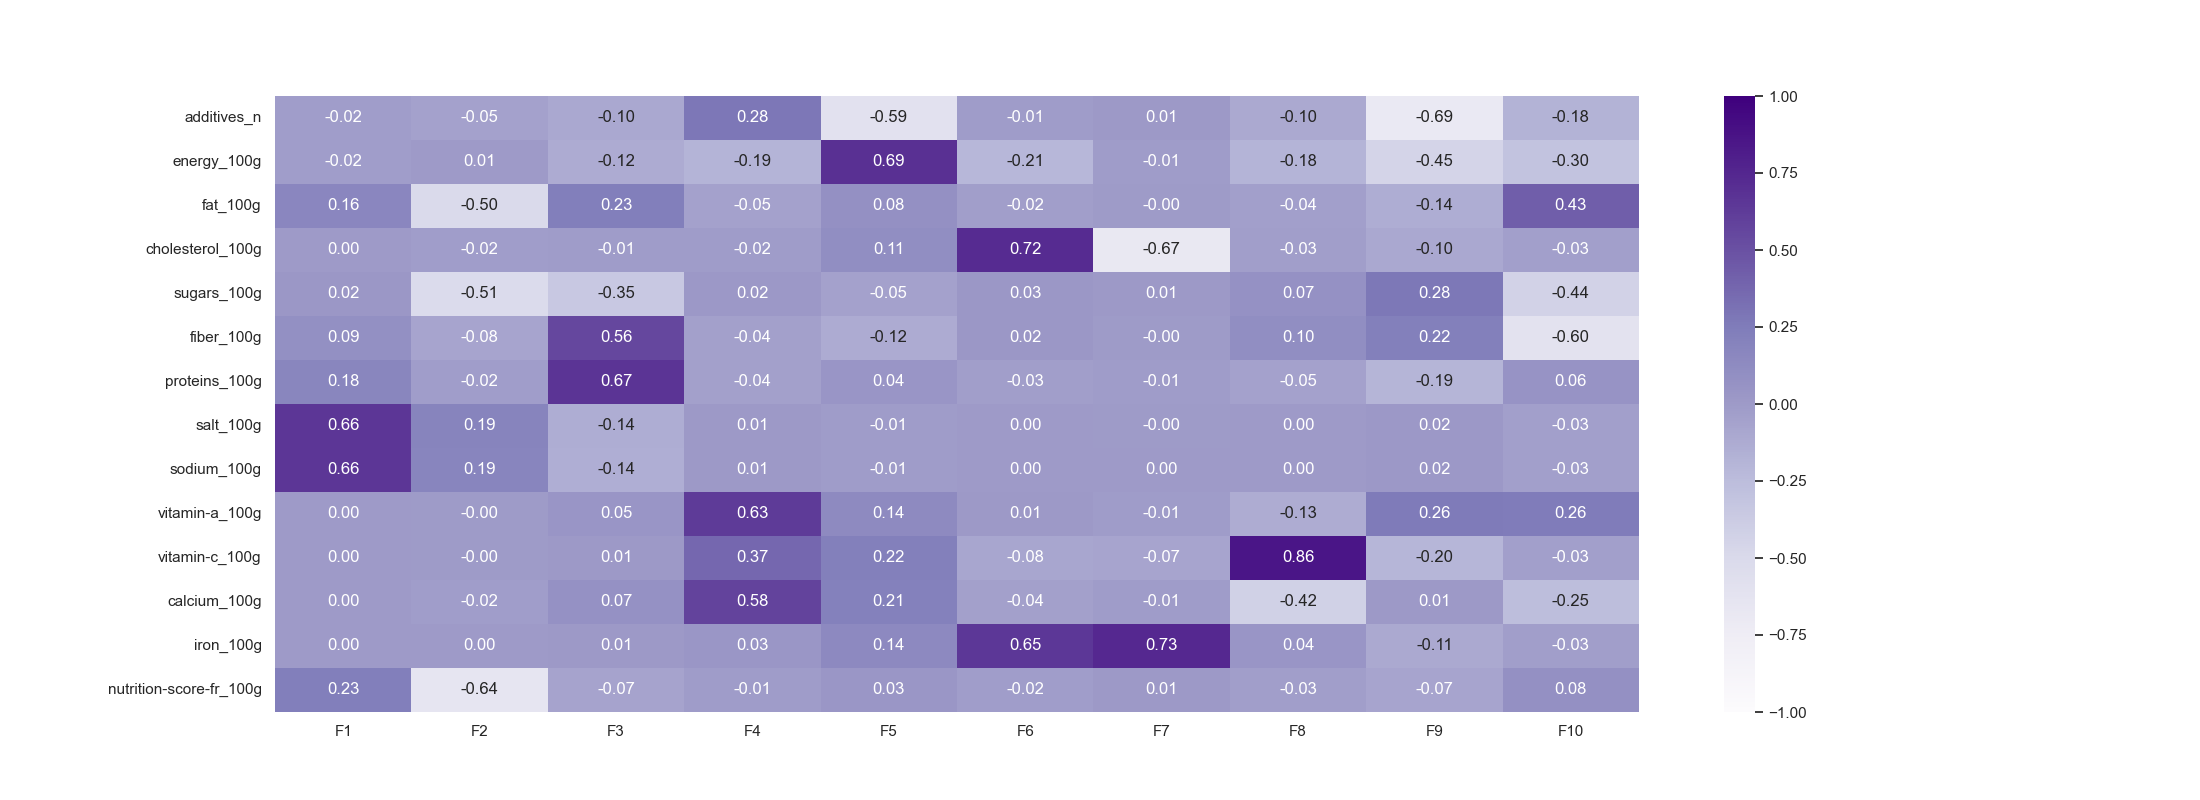 additives_n -0.02 -0.05 -0.10 0.28 -0.59 -0.01 0.01 -0.10 -0.69 -0.18
energy_100g -0.02 0.01 -0.12 -0.19 0.69 -0.21 -0.01 -0.18 -0.45 -0.30
fat_100g 0.16 -0.50 0.23 -0.05 0.08 -0.02 -0.00 -0.04 -0.14 0.43
cholesterol_100g 0.00 -0.02 -0.01 -0.02 0.11 0.72 -0.67 -0.03 -0.10 -0.03
sugars_100g 0.02 -0.51 -0.35 0.02 -0.05 0.03 0.01 0.07 0.28 -0.44
fiber_100g 0.09 -0.08 0.56 -0.04 -0.12 0.02 -0.00 0.10 0.22 -0.60
proteins_100g 0.18 -0.02 0.67 -0.04 0.04 -0.03 -0.01 -0.05 -0.19 0.06
salt_100g 0.66 0.19 -0.14 0.01 -0.01 0.00 -0.00 0.00 0.02 -0.03
sodium_100g 0.66 0.19 -0.14 0.01 -0.01 0.00 0.00 0.00 0.02 -0.03
vitamin-a_100g 0.00 -0.00 0.05 0.63 0.14 0.01 -0.01 -0.13 0.26 0.26
vitamin-c_100g 0.00 -0.00 0.01 0.37 0.22 -0.08 -0.07 0.86 -0.20 -0.03
calcium_100g 0.00 -0.02 0.07 0.58 0.21 -0.04 -0.01 -0.42 0.01 -0.25
iron_100g 0.00 0.00 0.01 0.03 0.14 0.65 0.73 0.04 -0.11 -0.03
nutrition-score-fr_100g 0.23 -0.64 -0.07 -0.01 0.03 -0.02 0.01 -0.03 -0.07 0.08
F1 F2 F3 F4 F5 F6 F7 F8 F9 F10
1.00
0.75
0.50
0.25
0.00
−0.25
−0.50
−0.75
−1.00